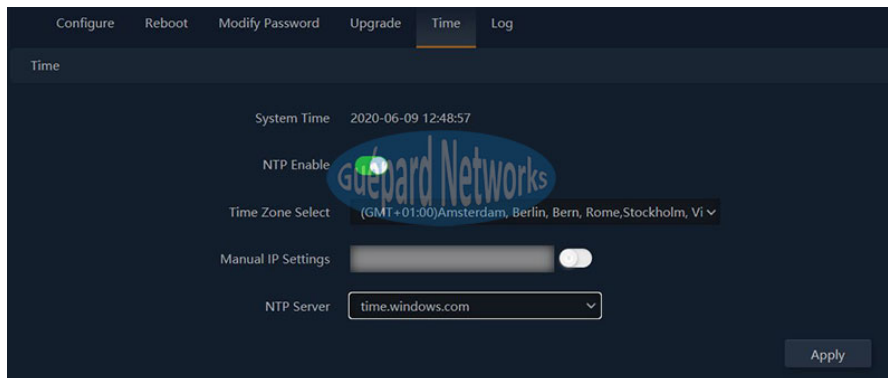 Configure Reboot Modify Password Upgrade Time Log
Time
System Time 2020-06-09 12:48:57
NTP Enable
Guépard Networks
Time Zone Select (GMT+01:00)Amsterdam, Berlin, Bern, Rome,Stockholm, Vi
Manual IP Settings
NTP Server time.windows.com
Apply